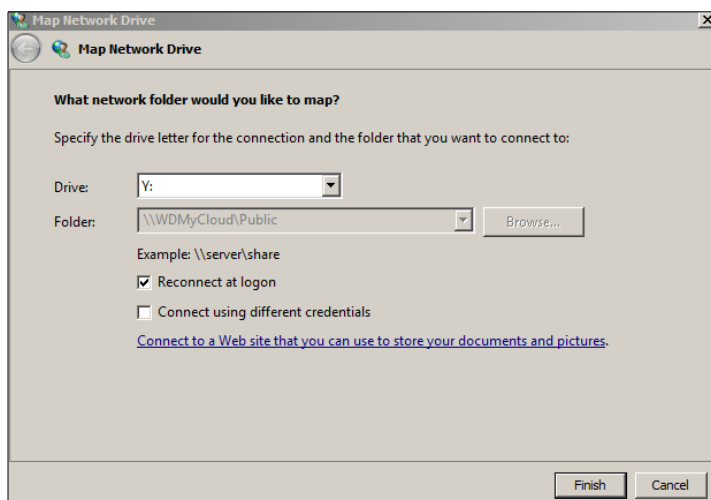 Map Network Drive
Map Network Drive
What network folder would you like to map?
Specify the drive letter for the connection and the folder that you want to connect to:
Drive: Y:
Folder: \\WDMyCloud\Public Browse...
Example: \\server\share
Reconnect at logon
Connect using different credentials
Connect to a Web site that you can use to store your documents and pictures.
Finish Cancel